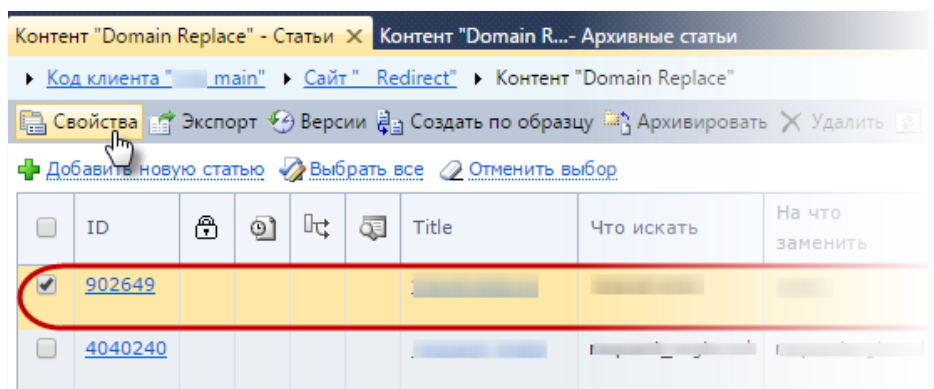 Контент "Domain Replace" - Статьи Контент "Domain R...- Архивные статьи
Код клиента " main" Сайт " Redirect" Контент "Domain Replace"
Свойства Экспорт Версии Создать по образцу Архивировать Удалить
Добавить новую статью Выбрать все Отменить выбор
ID Title Что искать На что
заменить
902649
4040240